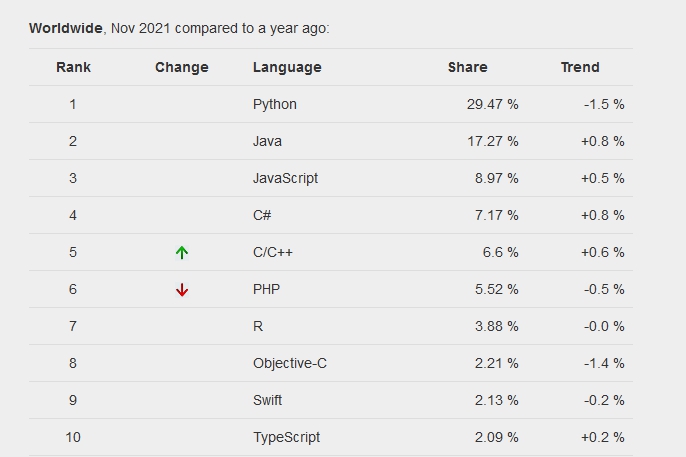 Worldwide, Nov 2021 compared to a year ago:
Rank Change Language Share Trend
1 Python 29.47 % -1.5 %
2 Java 17.27 % +0.8 %
3 JavaScript 8.97 % +0.5 %
4 C# 7.17 % +0.8 %
5 ↑ C/C++ 6.6 % +0.6 %
6 ↓ PHP 5.52 % -0.5 %
7 R 3.88 % -0.0 %
8 Objective-C 2.21 % -1.4 %
9 Swift 2.13 % -0.2 %
10 TypeScript 2.09 % +0.2 %